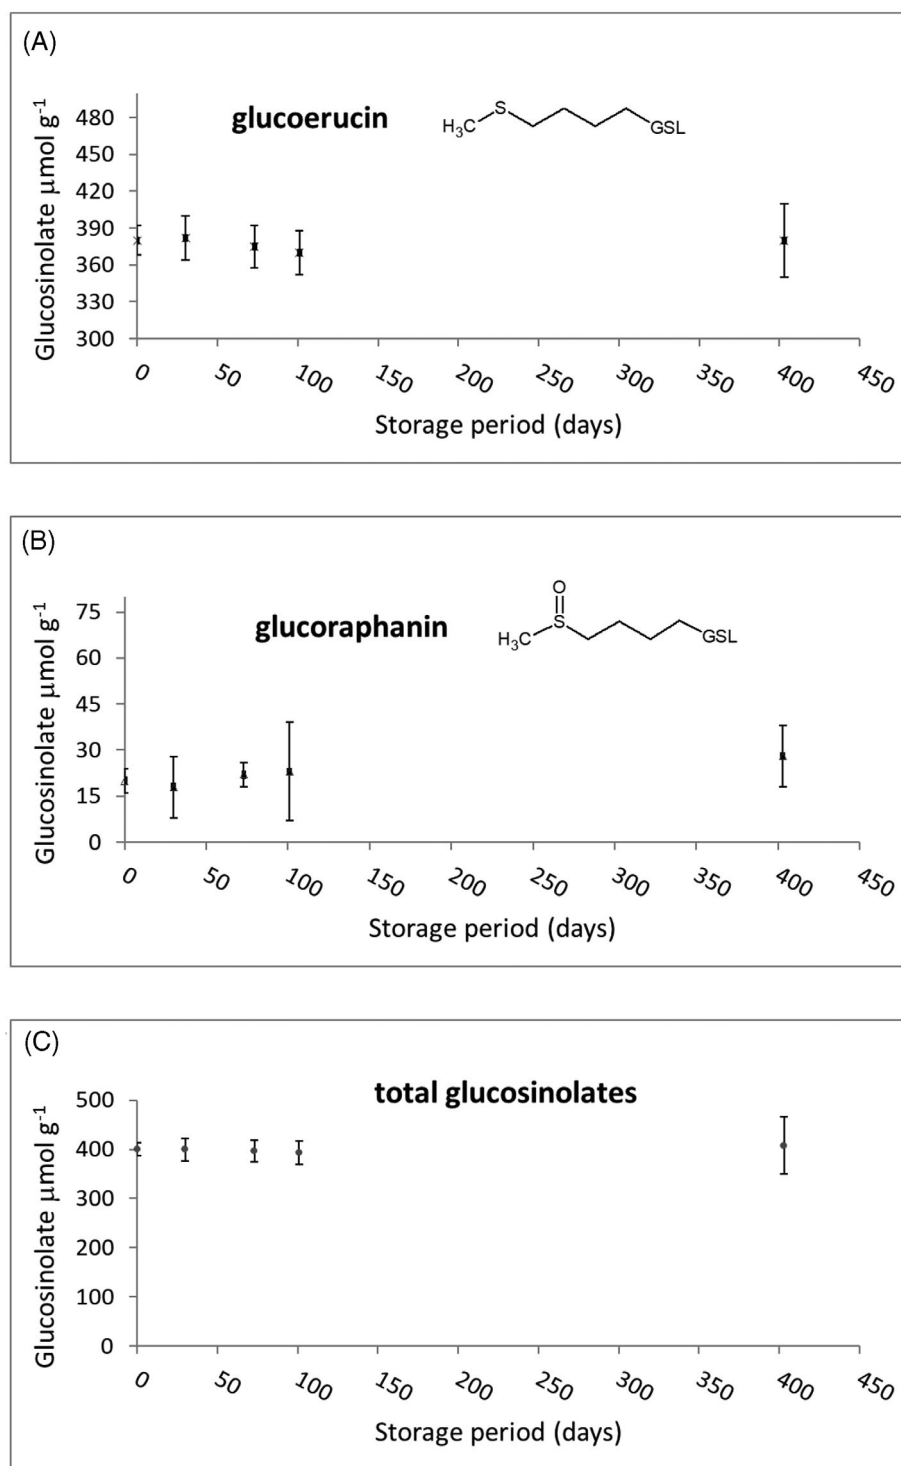 (A)
glucoerucin
H3C S GSL
Glucosinolate μmol g-1
480
450
420
390
360
330
300
0 50 100 150 200 250 300 350 400 450
Storage period (days)
(B)
glucoraphanin
O
H3C S GSL
Glucosinolate μmol g-1
75
60
45
30
15
0
0 50 100 150 200 250 300 350 400 450
Storage period (days)
(C)
total glucosinolates
Glucosinolate μmol g-1
500
400
300
200
100
0
0 50 100 150 200 250 300 350 400 450
Storage period (days)